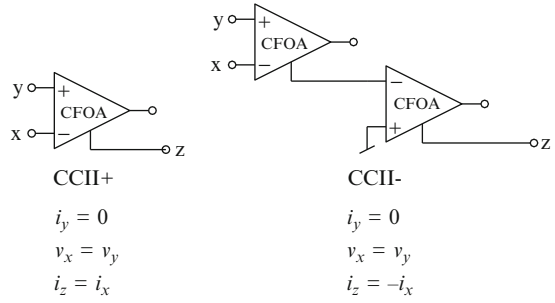 y
+
CFOA
x
−
y
+
CFOA
x
−
z
−
CFOA
+
z
CCII+
CCII-
i_y = 0
v_x = v_y
i_z = i_x
i_y = 0
v_x = v_y
i_z = –i_x